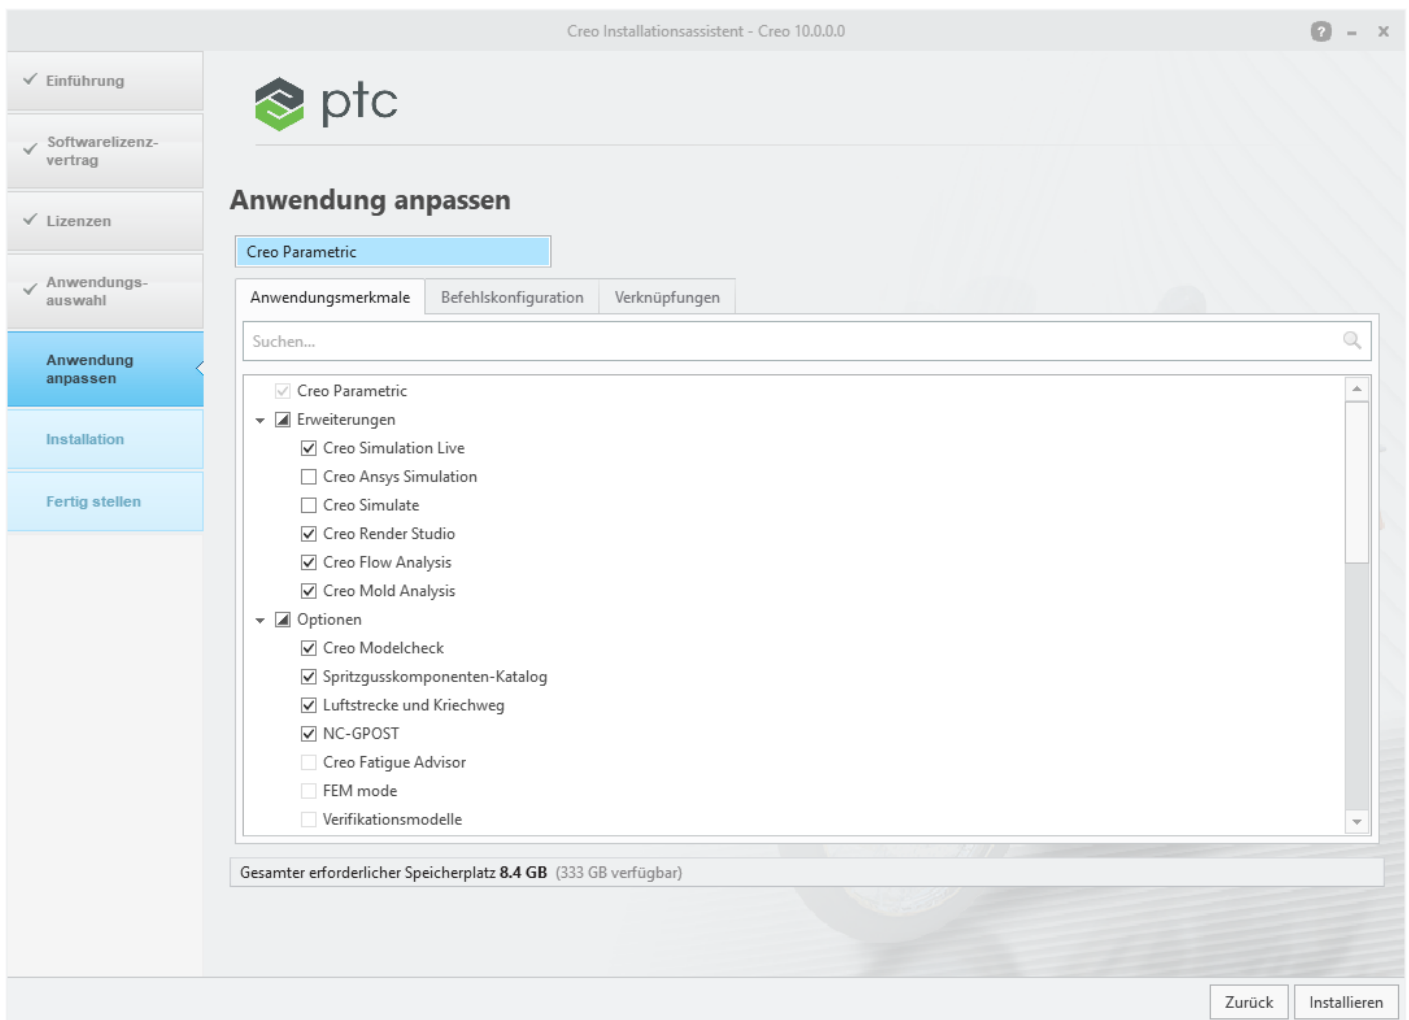 Creo Installationsassistent - Creo 10.0.0.0
Einführung
Softwarelizenz-
vertrag
Lizenzen
Anwendungs-
auswahl
Anwendung
anpassen
Installation
Fertig stellen
ptc
Anwendung anpassen
Creo Parametric
Anwendungsmerkmale Befehlskonfiguration Verknüpfungen
Suchen...
Creo Parametric
Erweiterungen
Creo Simulation Live
Creo Ansys Simulation
Creo Simulate
Creo Render Studio
Creo Flow Analysis
Creo Mold Analysis
Optionen
Creo Modelcheck
Spritzgusskomponenten-Katalog
Luftstrecke und Kriechweg
NC-GPOST
Creo Fatigue Advisor
FEM mode
Verifikationsmodelle
Gesamter erforderlicher Speicherplatz 8.4 GB (333 GB verfügbar)
Zurück Installieren